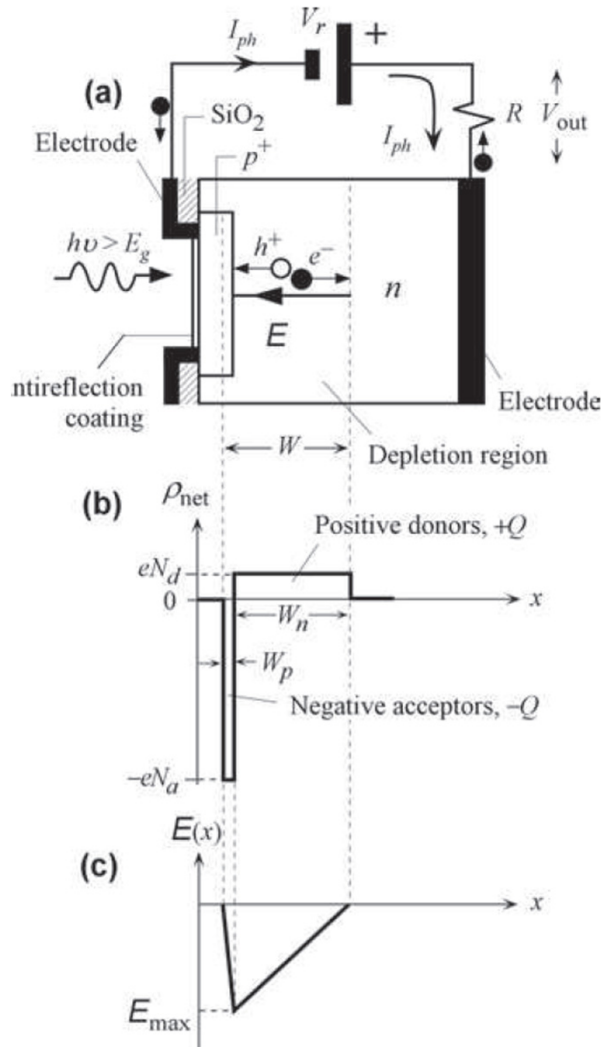 V_r
+
I_ph
(a)
SiO_2
Electrode
p^+
I_ph
R
V_out
hυ > E_g
h^+
e^-
n
E
ntireflection
coating
Electrode
W
Depletion region
ρ_net
(b)
Positive donors, +Q
eN_d
0
x
W_n
W_p
Negative acceptors, -Q
-eN_a
E(x)
(c)
x
E_max